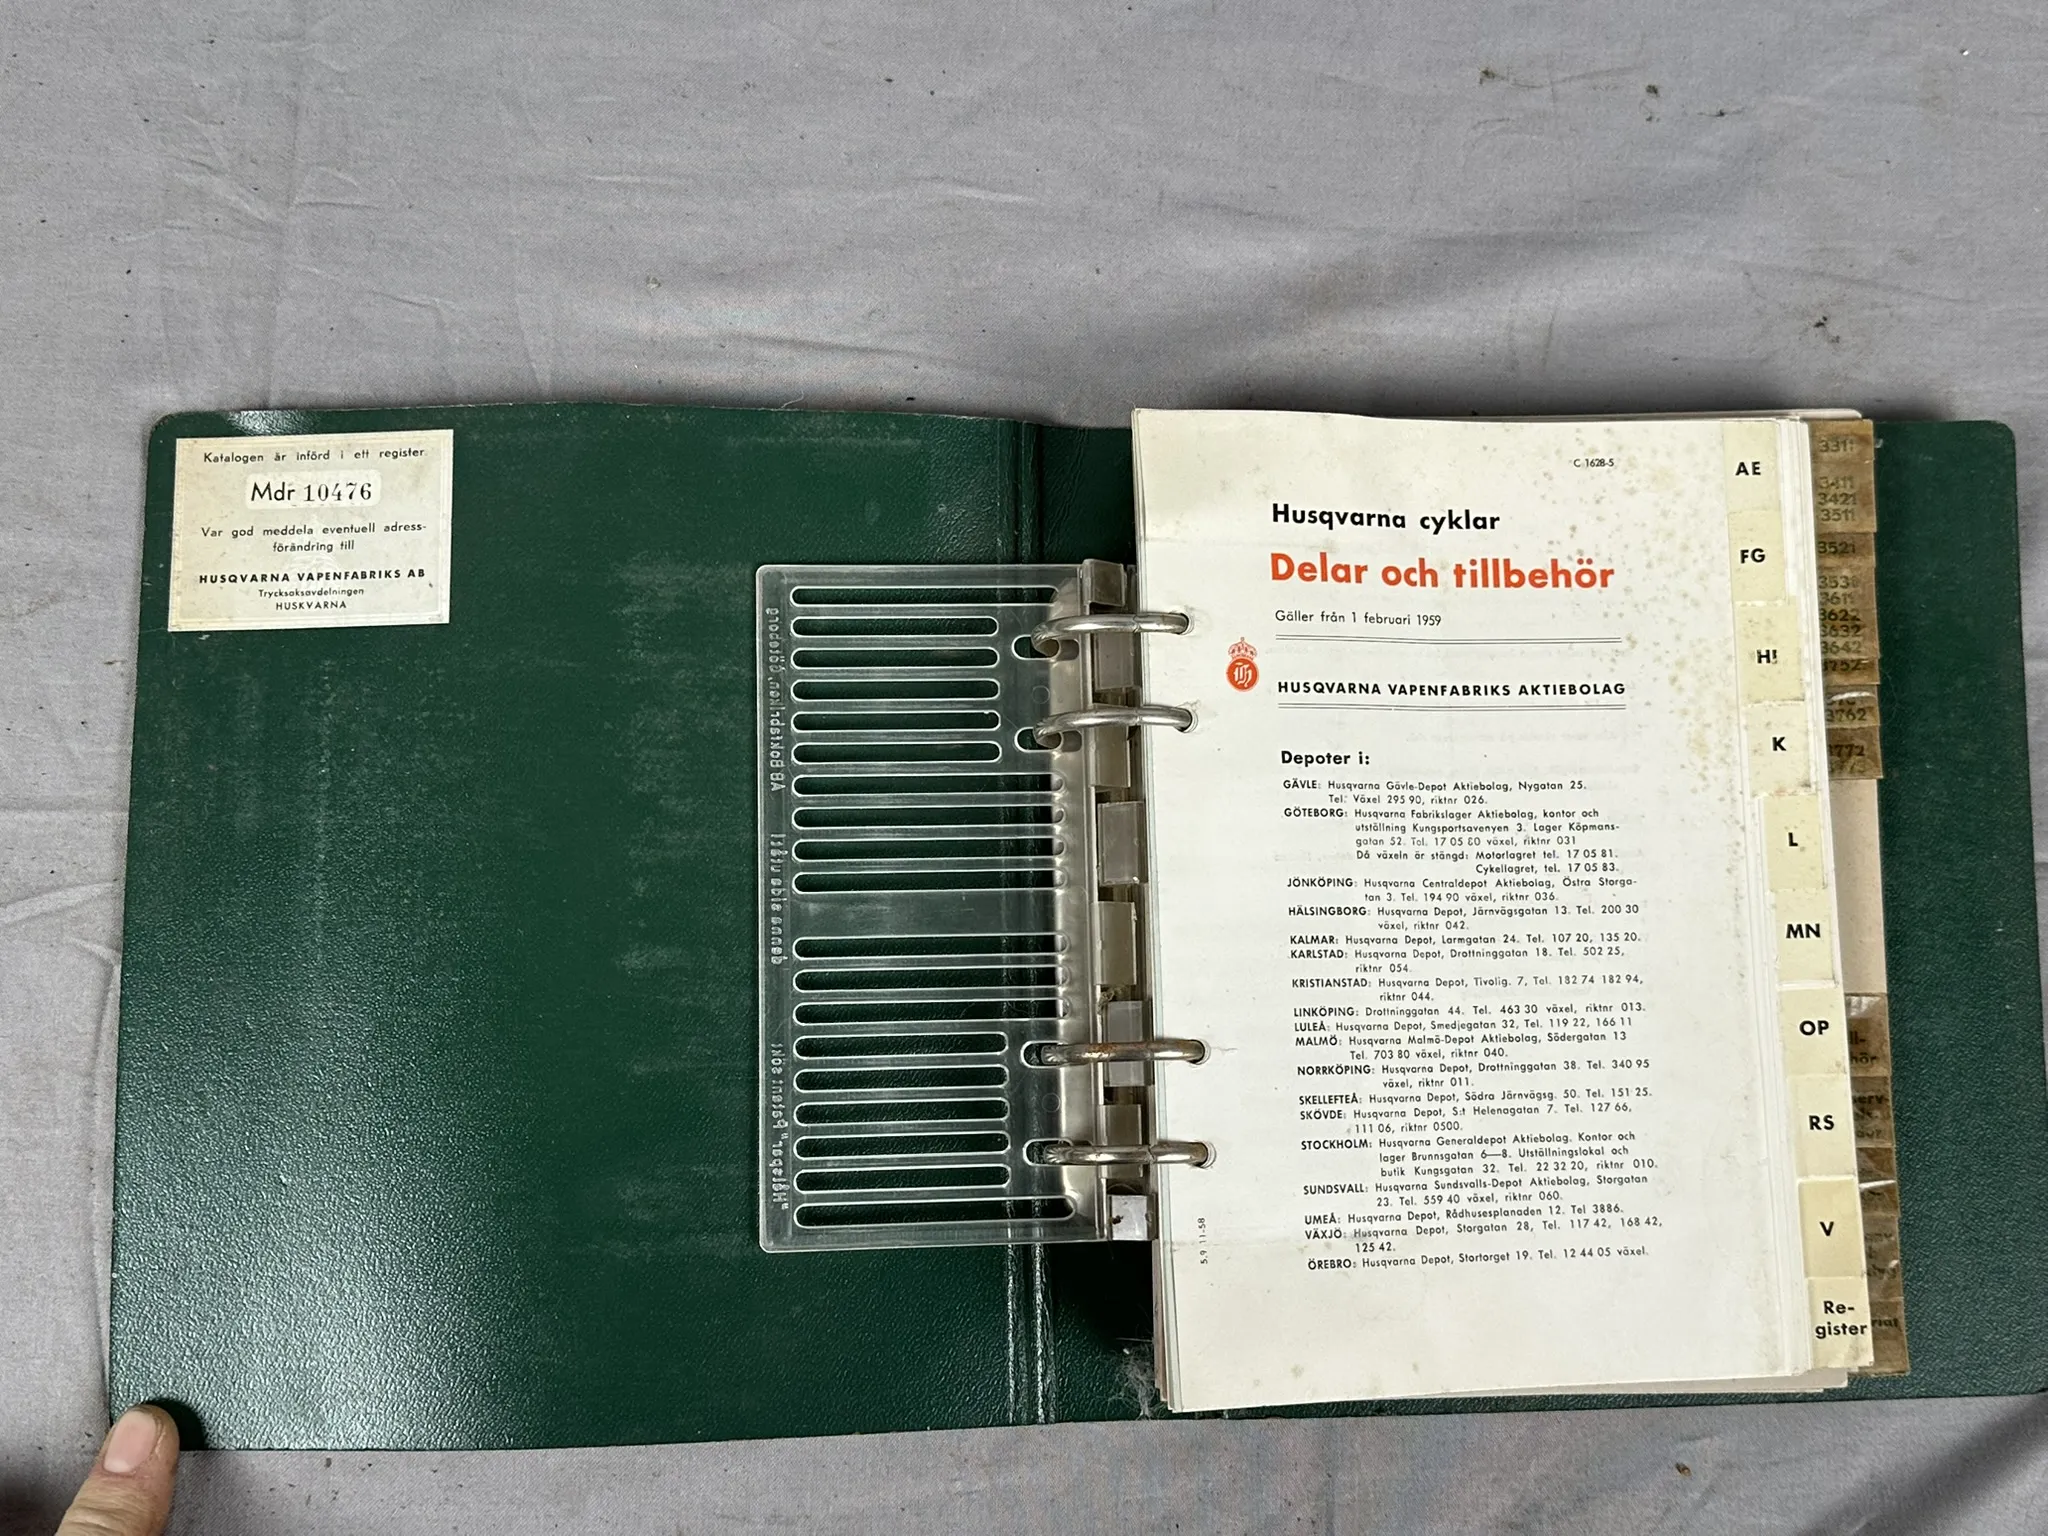 Katalogen är införd i ett register
Mdr 10476
Var god meddela eventuell adress-
förändring till
HUSQVARNA VAPENFABRIKS AB
Trycksaksavdelningen
HUSKVARNA
C 1628-5
Husqvarna cyklar
Delar och tillbehör
Gäller från 1 februari 1959
HUSQVARNA VAPENFABRIKS AKTIEBOLAG
Depoter i:
GÄVLE: Husqvarna Gävle-Depot Aktiebolag, Nygatan 25.
Tel. Växel 295 90, riktnr 026.
GÖTEBORG: Husqvarna Fabrikslager Aktiebolag, kontor och
utställning Kungsportsavenyen 3. Lager Köpmans-
gatan 52. Tel. 17 05 80 växel, riktnr 031
Då växeln är stängd: Motorlagret tel. 17 05 81.
Cykellagret, tel. 17 05 83.
JÖNKÖPING: Husqvarna Centraldepot Aktiebolag, Östra Storga-
tan 3. Tel. 194 90 växel, riktnr 036.
HÄLSINGBORG: Husqvarna Depot, Järnvägsgatan 13. Tel. 200 30
växel, riktnr 042.
KALMAR: Husqvarna Depot, Larmgatan 24. Tel. 107 20, 135 20.
KARLSTAD: Husqvarna Depot, Drottninggatan 18. Tel. 502 25,
riktnr 054.
KRISTIANSTAD: Husqvarna Depot, Tivolig. 7, Tel. 182 74 182 94,
riktnr 044.
LINKÖPING: Drottninggatan 44. Tel. 463 30 växel, riktnr 013.
LULEÅ: Husqvarna Depot, Smedjegatan 32, Tel. 119 22, 166 11
MALMÖ: Husqvarna Malmö-Depot Aktiebolag, Södergatan 13
Tel. 703 80 växel, riktnr 040.
NORRKÖPING: Husqvarna Depot, Drottninggatan 38. Tel. 340 95
växel, riktnr 011.
SKELLEFTEÅ: Husqvarna Depot, Södra Järnvägsg. 50. Tel. 151 25.
SKÖVDE: Husqvarna Depot, S:t Helenagatan 7. Tel. 127 66,
111 06, riktnr 0500.
STOCKHOLM: Husqvarna Generaldepot Aktiebolag. Kontor och
lager Brunnsgatan 6—8. Utställningslokal och
butik Kungsgatan 32. Tel. 22 32 20, riktnr 010.
SUNDSVALL: Husqvarna Sundsvalls-Depot Aktiebolag, Storgatan
23. Tel. 559 40 växel, riktnr 060.
UMEÅ: Husqvarna Depot, Rådhusesplanaden 12. Tel 3886.
VÄXJÖ: Husqvarna Depot, Storgatan 28, Tel. 117 42, 168 42,
125 42.
ÖREBRO: Husqvarna Depot, Stortorget 19. Tel. 12 44 05 växel.
5.9. 11-58
AE
FG
HI
K
L
MN
OP
RS
V
Re-
gister
3311
3411
3421
3511
3521
3611
3622
3632
3642
3752
3762